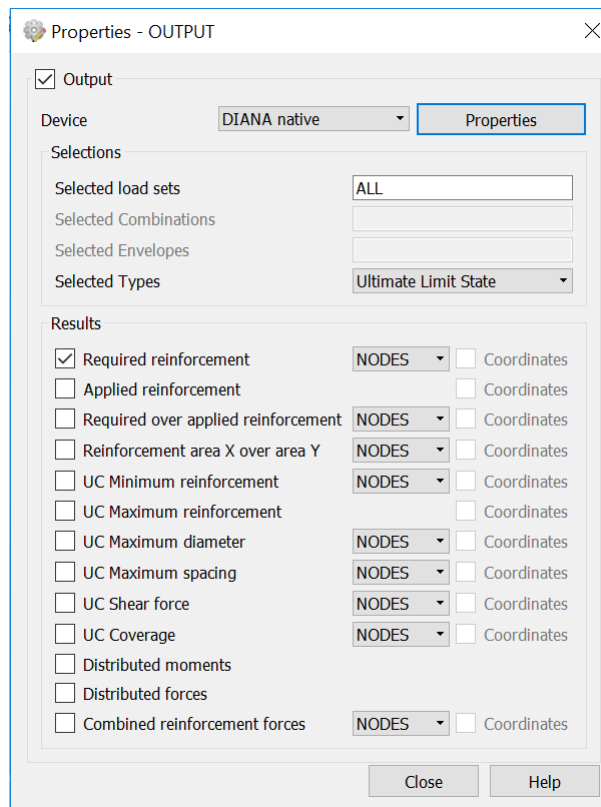 Properties - OUTPUT
Output
Device DIANA native Properties
Selections
Selected load sets ALL
Selected Combinations
Selected Envelopes
Selected Types Ultimate Limit State
Results
Required reinforcement NODES Coordinates
Applied reinforcement Coordinates
Required over applied reinforcement NODES Coordinates
Reinforcement area X over area Y NODES Coordinates
UC Minimum reinforcement NODES Coordinates
UC Maximum reinforcement Coordinates
UC Maximum diameter NODES Coordinates
UC Maximum spacing NODES Coordinates
UC Shear force NODES Coordinates
UC Coverage NODES Coordinates
Distributed moments
Distributed forces
Combined reinforcement forces NODES Coordinates
Close Help